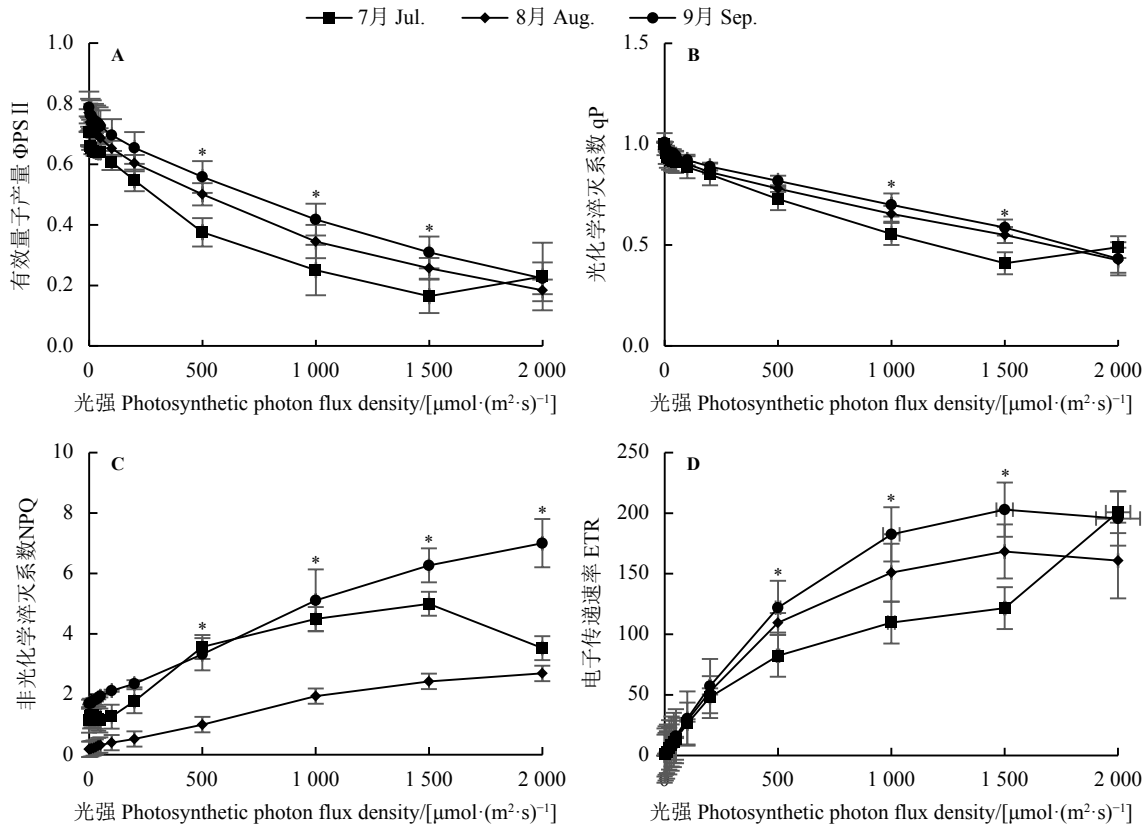 7月 Jul. 8月 Aug. 9月 Sep.
A
1.0
0.8
0.6
0.4
0.2
0.0
有效量子产量 ΦPSⅡ
* * *
0 500 1 000 1 500 2 000
光强 Photosynthetic photon flux density/[μmol·(m²·s)⁻¹]
B
1.5
1.0
0.5
0.0
光化学淬灭系数 qP
* *
0 500 1 000 1 500 2 000
光强 Photosynthetic photon flux density/[μmol·(m²·s)⁻¹]
C
10
8
6
4
2
0
非光化学淬灭系数NPQ
* * * *
0 500 1 000 1 500 2 000
光强 Photosynthetic photon flux density/[μmol·(m²·s)⁻¹]
D
250
200
150
100
50
0
电子传递速率 ETR
* * *
0 500 1 000 1 500 2 000
光强 Photosynthetic photon flux density/[μmol·(m²·s)⁻¹]